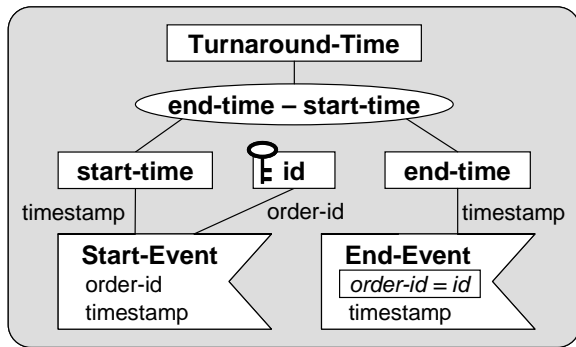 Turnaround-Time
end-time – start-time
start-time
id
end-time
timestamp
order-id
timestamp
Start-Event
order-id
timestamp
End-Event
order-id = id
timestamp